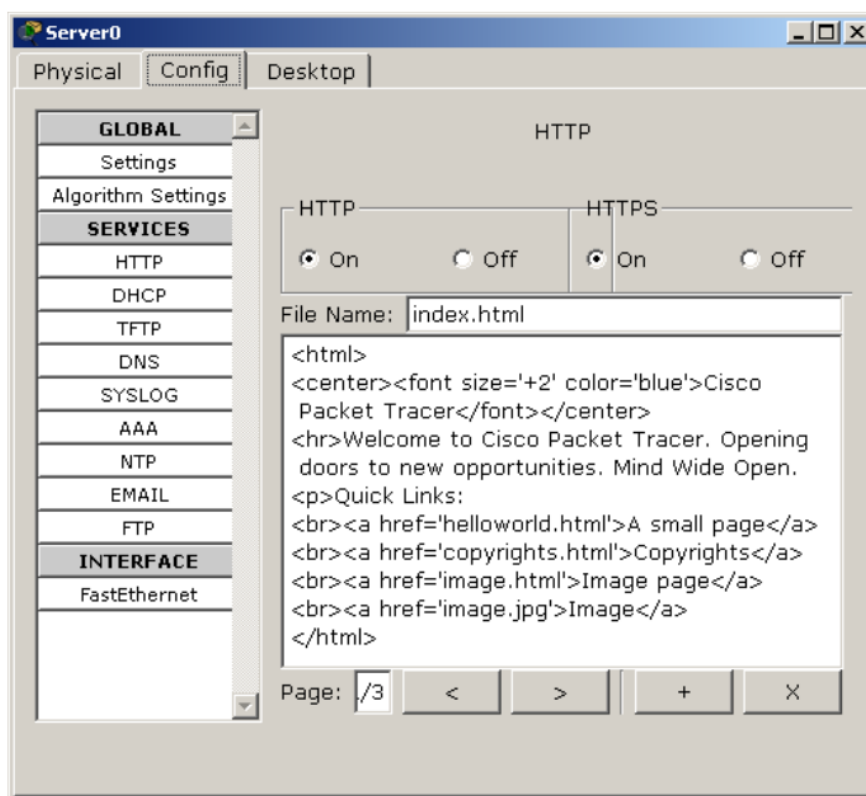 Server0
Physical Config Desktop
GLOBAL
Settings
Algorithm Settings
SERVICES
HTTP
DHCP
TFTP
DNS
SYSLOG
AAA
NTP
EMAIL
FTP
INTERFACE
FastEthernet
HTTP
HTTP HTTPS
On Off On Off
File Name: index.html
<html>
<center><font size='+2' color='blue'>Cisco
Packet Tracer</font></center>
<hr>Welcome to Cisco Packet Tracer. Opening
doors to new opportunities. Mind Wide Open.
<p>Quick Links:
<br><a href='helloworld.html'>A small page</a>
<br><a href='copyrights.html'>Copyrights</a>
<br><a href='image.html'>Image page</a>
<br><a href='image.jpg'>Image</a>
</html>
Page: /3 < > + X